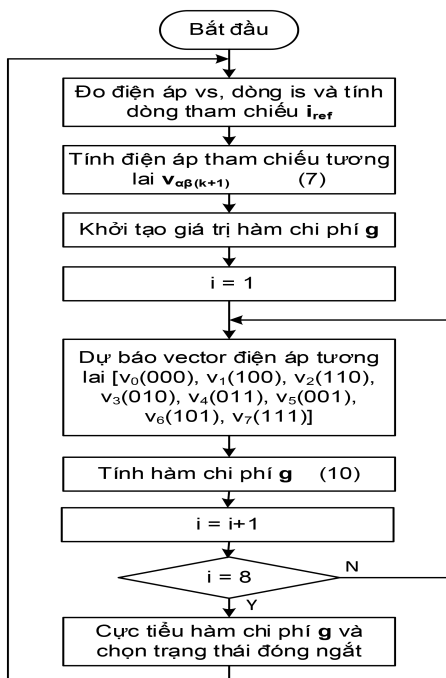 Bắt đầu
Đo điện áp vs, dòng is và tính
dòng tham chiếu i_ref
Tính điện áp tham chiếu tương
lai v_αβ(k+1) (7)
Khởi tạo giá trị hàm chi phí g
i = 1
Dự báo vector điện áp tương
lai [v₀(000), v₁(100), v₂(110),
v₃(010), v₄(011), v₅(001),
v₆(101), v₇(111)]
Tính hàm chi phí g (10)
i = i+1
i = 8
N
Y
Cực tiểu hàm chi phí g và
chọn trạng thái đóng ngắt